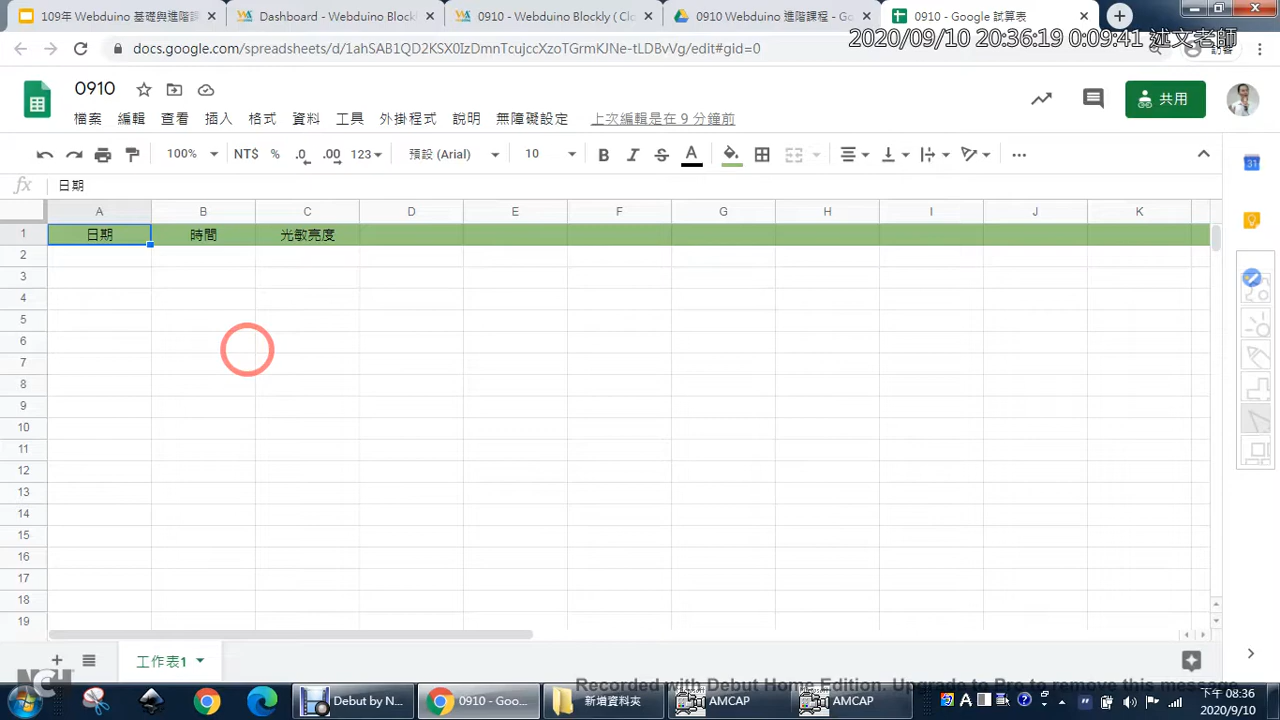 109年 Webduino 基礎與進階
Dashboard - Webduino Blockl
0910 - Webduino Blockly (Cl
0910 Webduino 進階課程 - Go
0910 - Google 試算表
docs.google.com/spreadsheets/d/1ahSAB1QD2KSX0IzDmnTcujccXzoTGrmKJNe-tLDBvVg/edit#gid=0
2020/09/10 20:36:19 0:09:41 述文老師
0910
共用
檔案 編輯 查看 插入 格式 資料 工具 外掛程式 說明 無障礙設定 上次編輯是在 9 分鐘前
100% NT$ % .0 .00 123 預設 (Arial) 10 B I S A
fx 日期
A B C D E F G H I J K
1 日期 時間 光敏亮度
2
3
4
5
6
7
8
9
10
11
12
13
14
15
16
17
18
19
工作表1
NCH
Recorded with Debut Home Edition. Upgrade to Pro to remove this message
Debut by N...
0910 - Goo...
新增資料夾
AMCAP
AMCAP
下午 08:36
2020/9/10